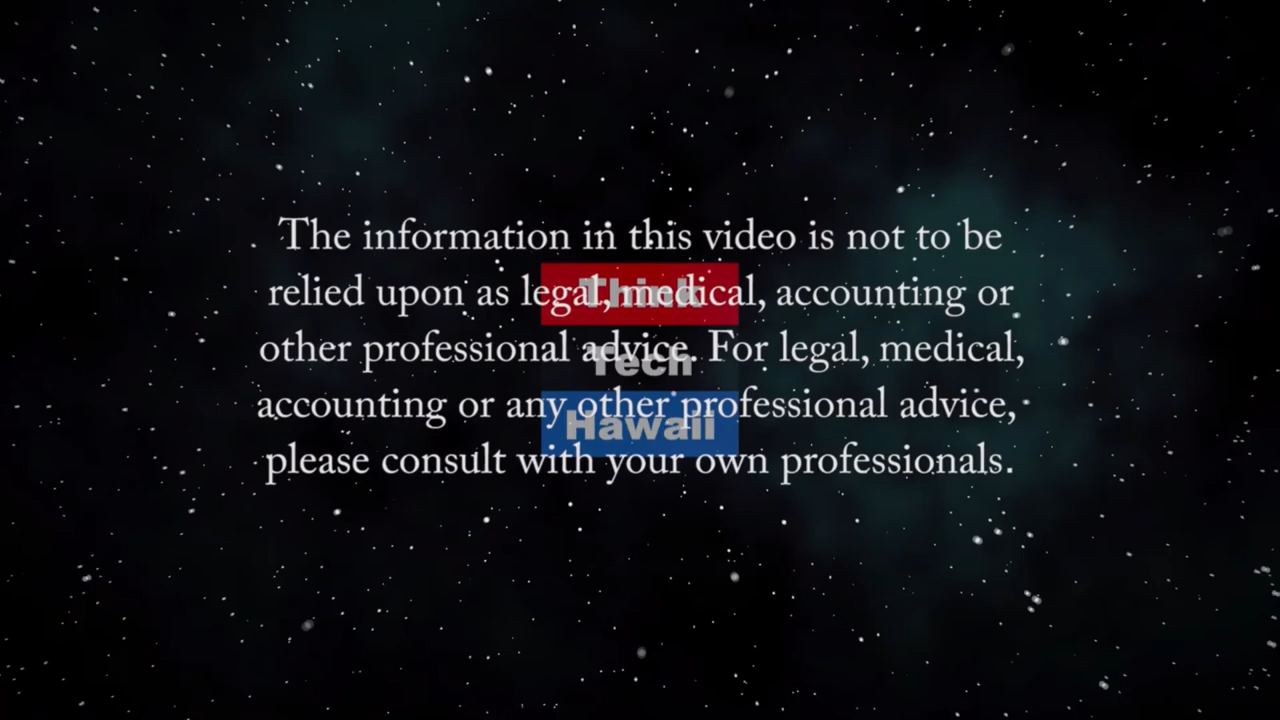 The information in this video is not to be
relied upon as legal, medical, accounting or
other professional advice. For legal, medical,
accounting or any other professional advice,
please consult with your own professionals.
Think
Tech
Hawaii